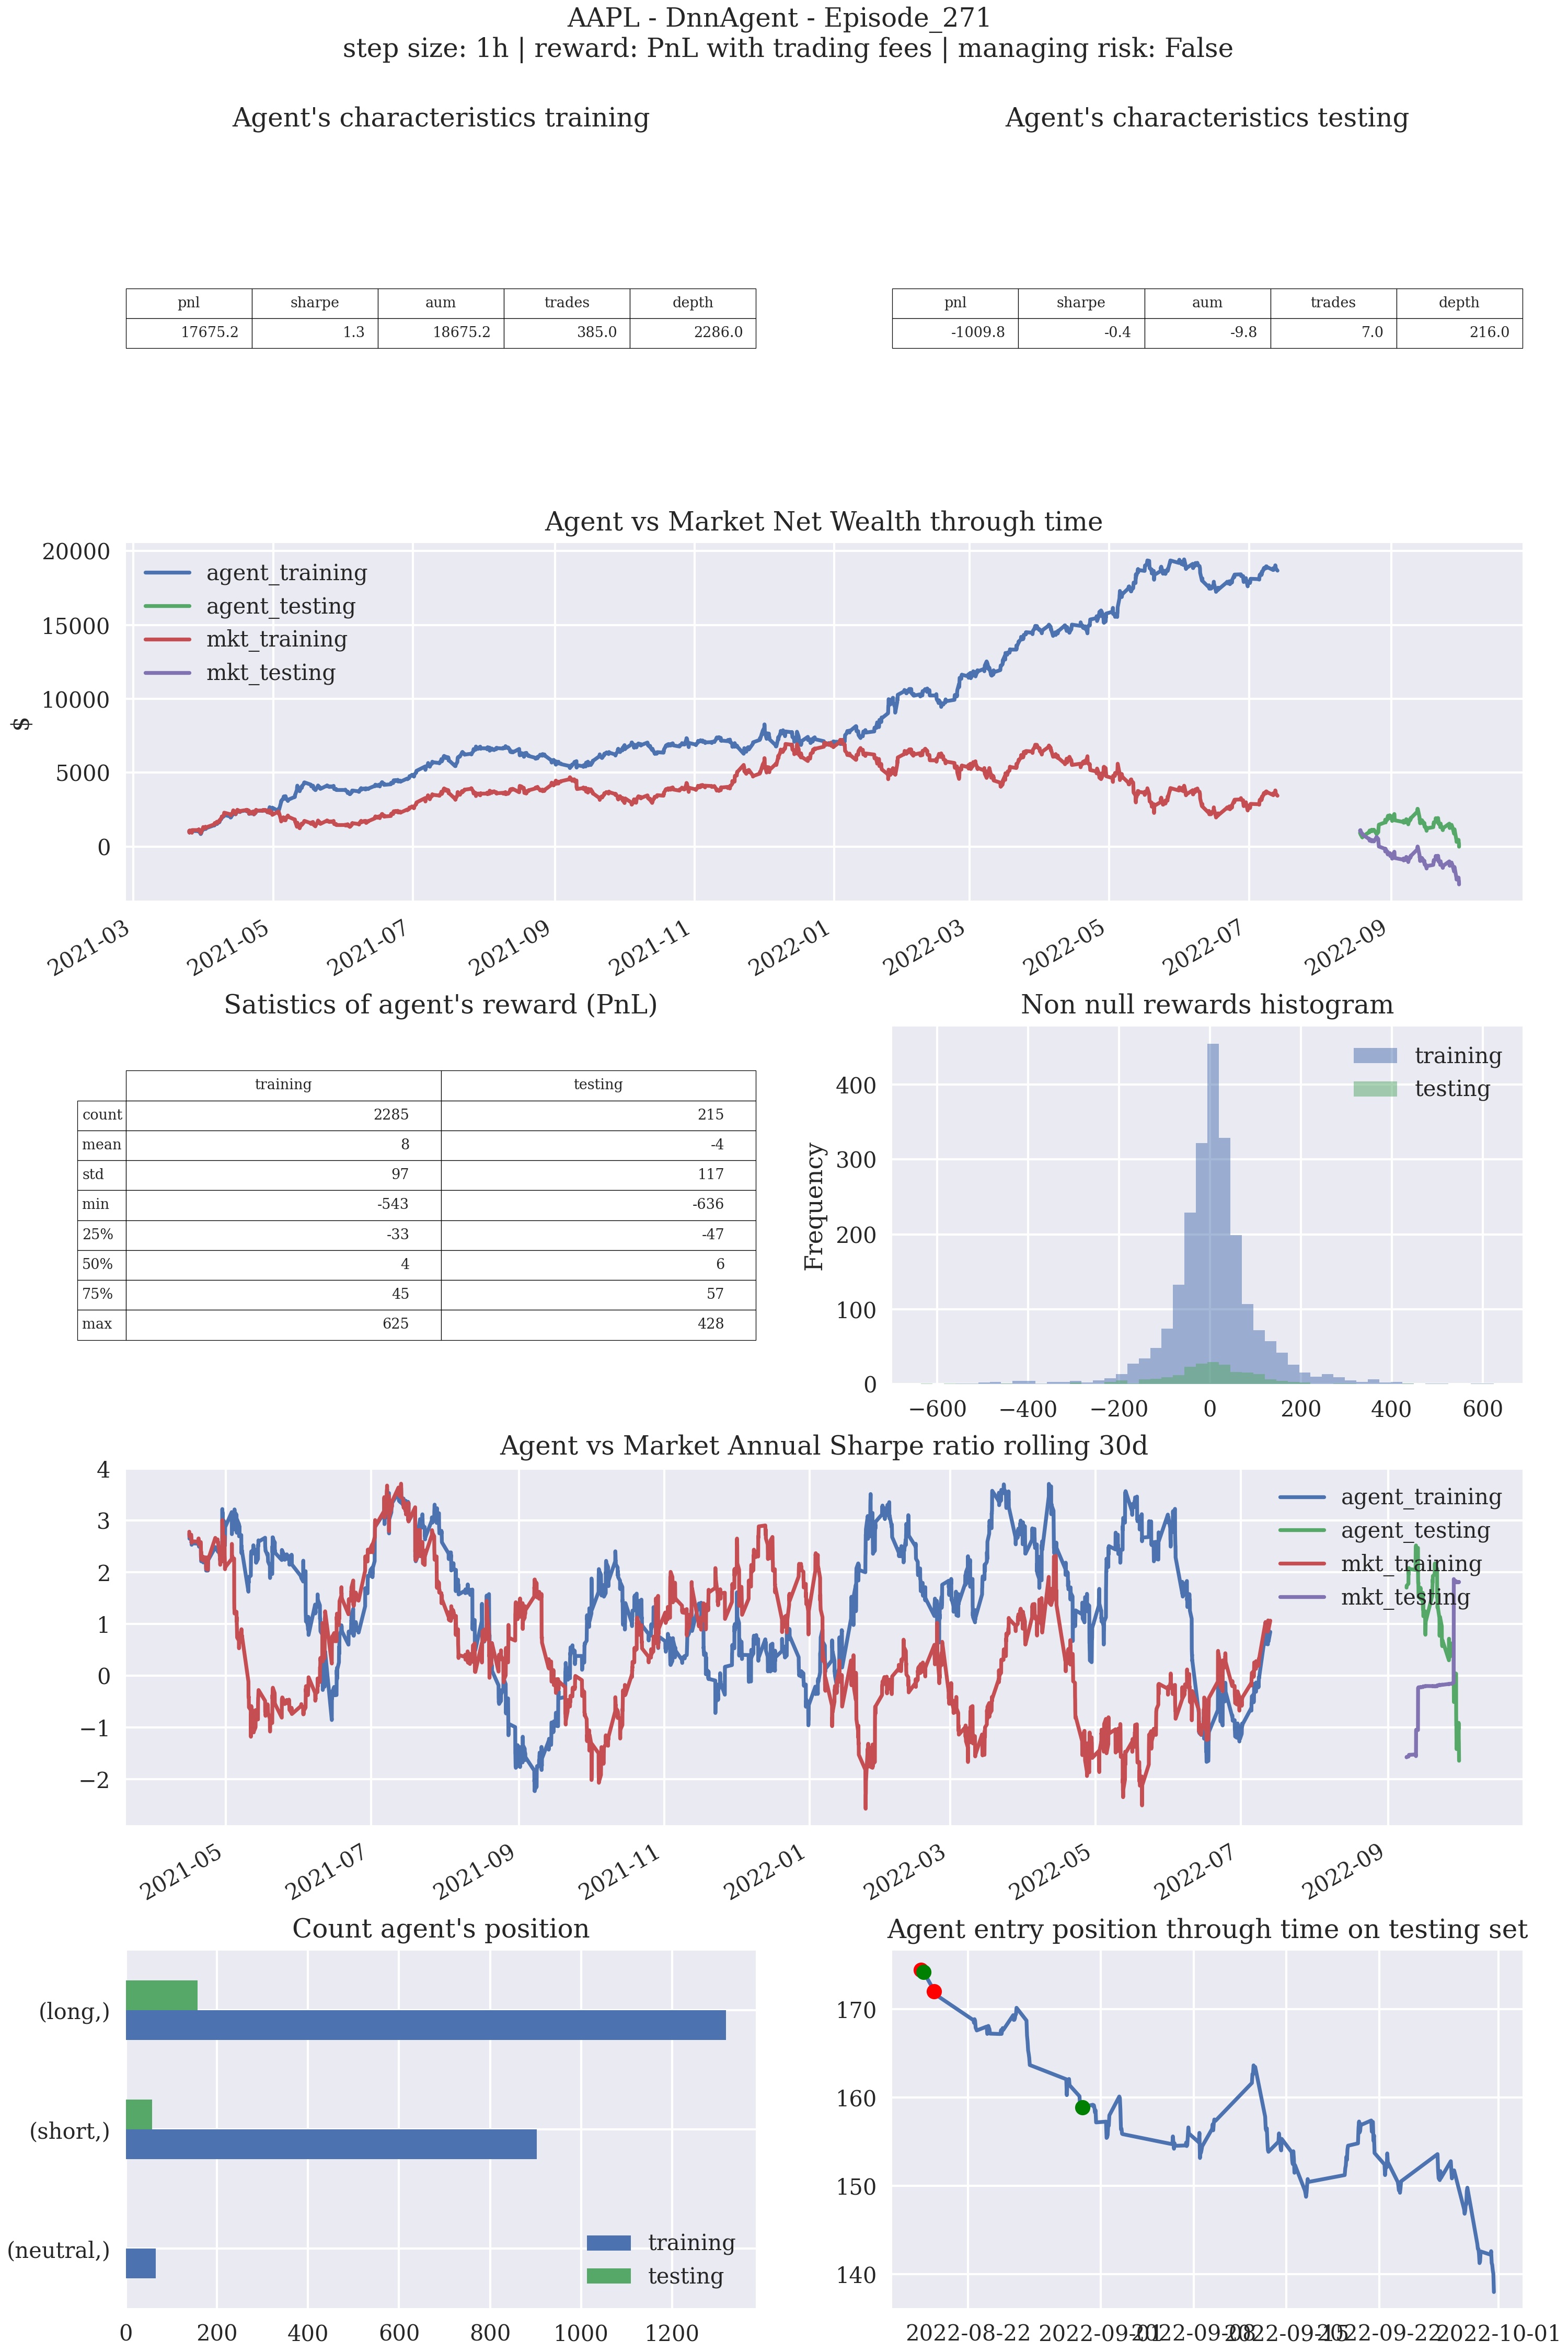 AAPL - DnnAgent - Episode_271
step size: 1h | reward: PnL with trading fees | managing risk: False
Agent's characteristics training
Agent's characteristics testing
pnl sharpe aum trades depth
17675.2 1.3 18675.2 385.0 2286.0
pnl sharpe aum trades depth
-1009.8 -0.4 -9.8 7.0 216.0
Agent vs Market Net Wealth through time
20000
15000
10000
5000
0
$
agent_training
agent_testing
mkt_training
mkt_testing
2021-03 2021-05 2021-07 2021-09 2021-11 2022-01 2022-03 2022-05 2022-07 2022-09
Satistics of agent's reward (PnL)
training testing
count 2285 215
mean 8 -4
std 97 117
min -543 -636
25% -33 -47
50% 4 6
75% 45 57
max 625 428
Non null rewards histogram
training
testing
Frequency
400
300
200
100
0
−600 −400 −200 0 200 400 600
Agent vs Market Annual Sharpe ratio rolling 30d
4
3
2
1
0
−1
−2
agent_training
agent_testing
mkt_training
mkt_testing
2021-05 2021-07 2021-09 2021-11 2022-01 2022-03 2022-05 2022-07 2022-09
Count agent's position
(long,)
(short,)
(neutral,)
training
testing
0 200 400 600 800 1000 1200
Agent entry position through time on testing set
170
160
150
140
2022-08-22 2022-09-01 2022-09-08 2022-09-15 2022-09-22 2022-10-01